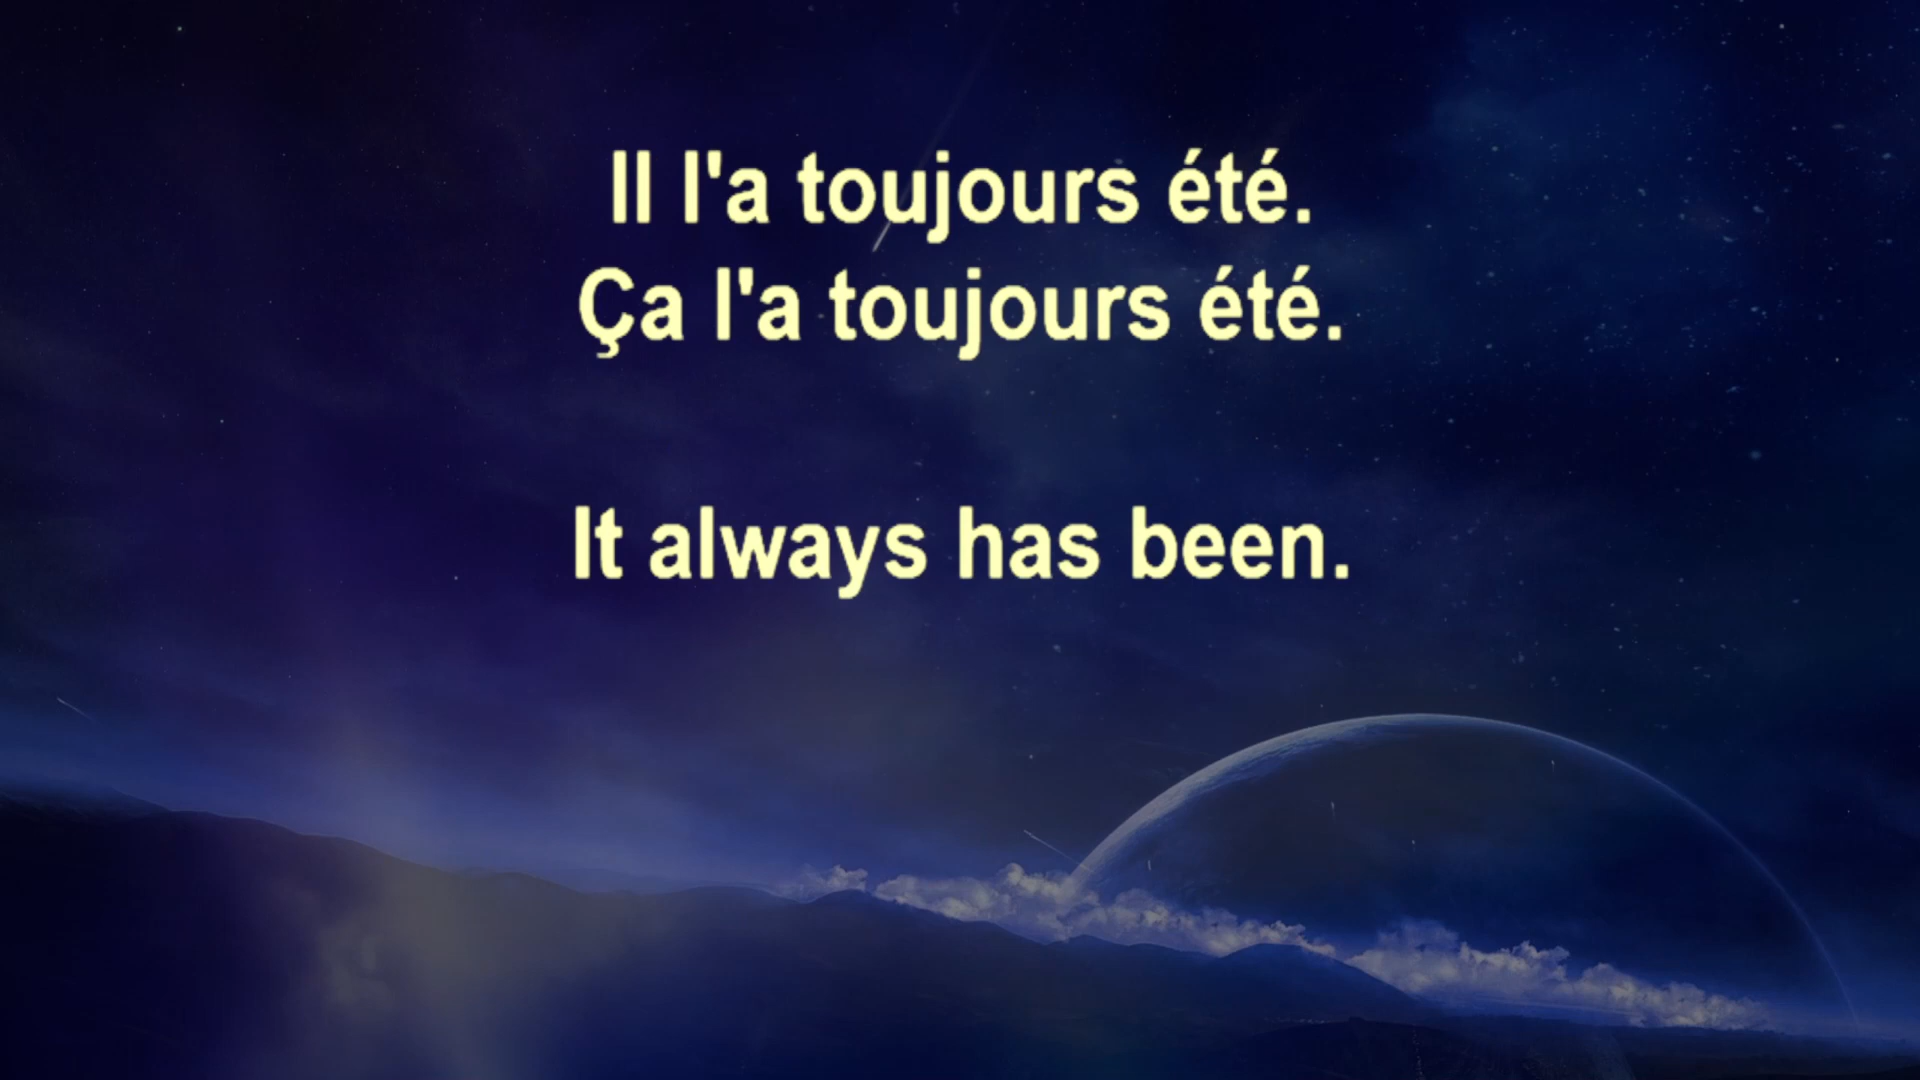 Il l'a toujours été.
Ça l'a toujours été.
It always has been.